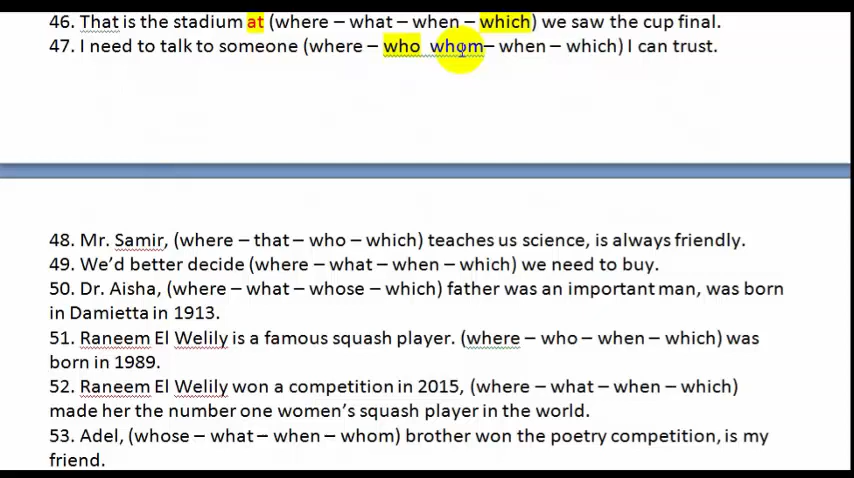 46. That is the stadium at (where – what – when – which) we saw the cup final.
47. I need to talk to someone (where – who whom– when – which) I can trust.
48. Mr. Samir, (where – that – who – which) teaches us science, is always friendly.
49. We'd better decide (where – what – when – which) we need to buy.
50. Dr. Aisha, (where – what – whose – which) father was an important man, was born
in Damietta in 1913.
51. Raneem El Welily is a famous squash player. (where – who – when – which) was
born in 1989.
52. Raneem El Welily won a competition in 2015, (where – what – when – which)
made her the number one women's squash player in the world.
53. Adel, (whose – what – when – whom) brother won the poetry competition, is my
friend.